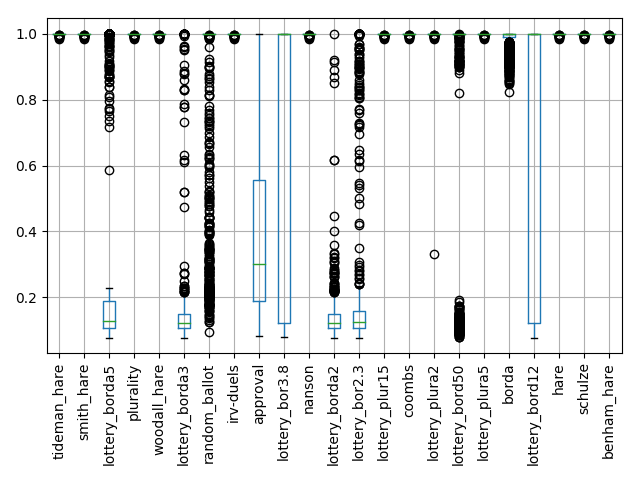 1.0
0.8
0.6
0.4
0.2
tideman_hare
smith_hare
lottery_borda5
plurality
woodall_hare
lottery_borda3
random_ballot
irv-duels
approval
lottery_bor3.8
nanson
lottery_borda2
lottery_bor2.3
lottery_plur15
coombs
lottery_plura2
lottery_bord50
lottery_plura5
borda
lottery_bord12
hare
schulze
benham_hare